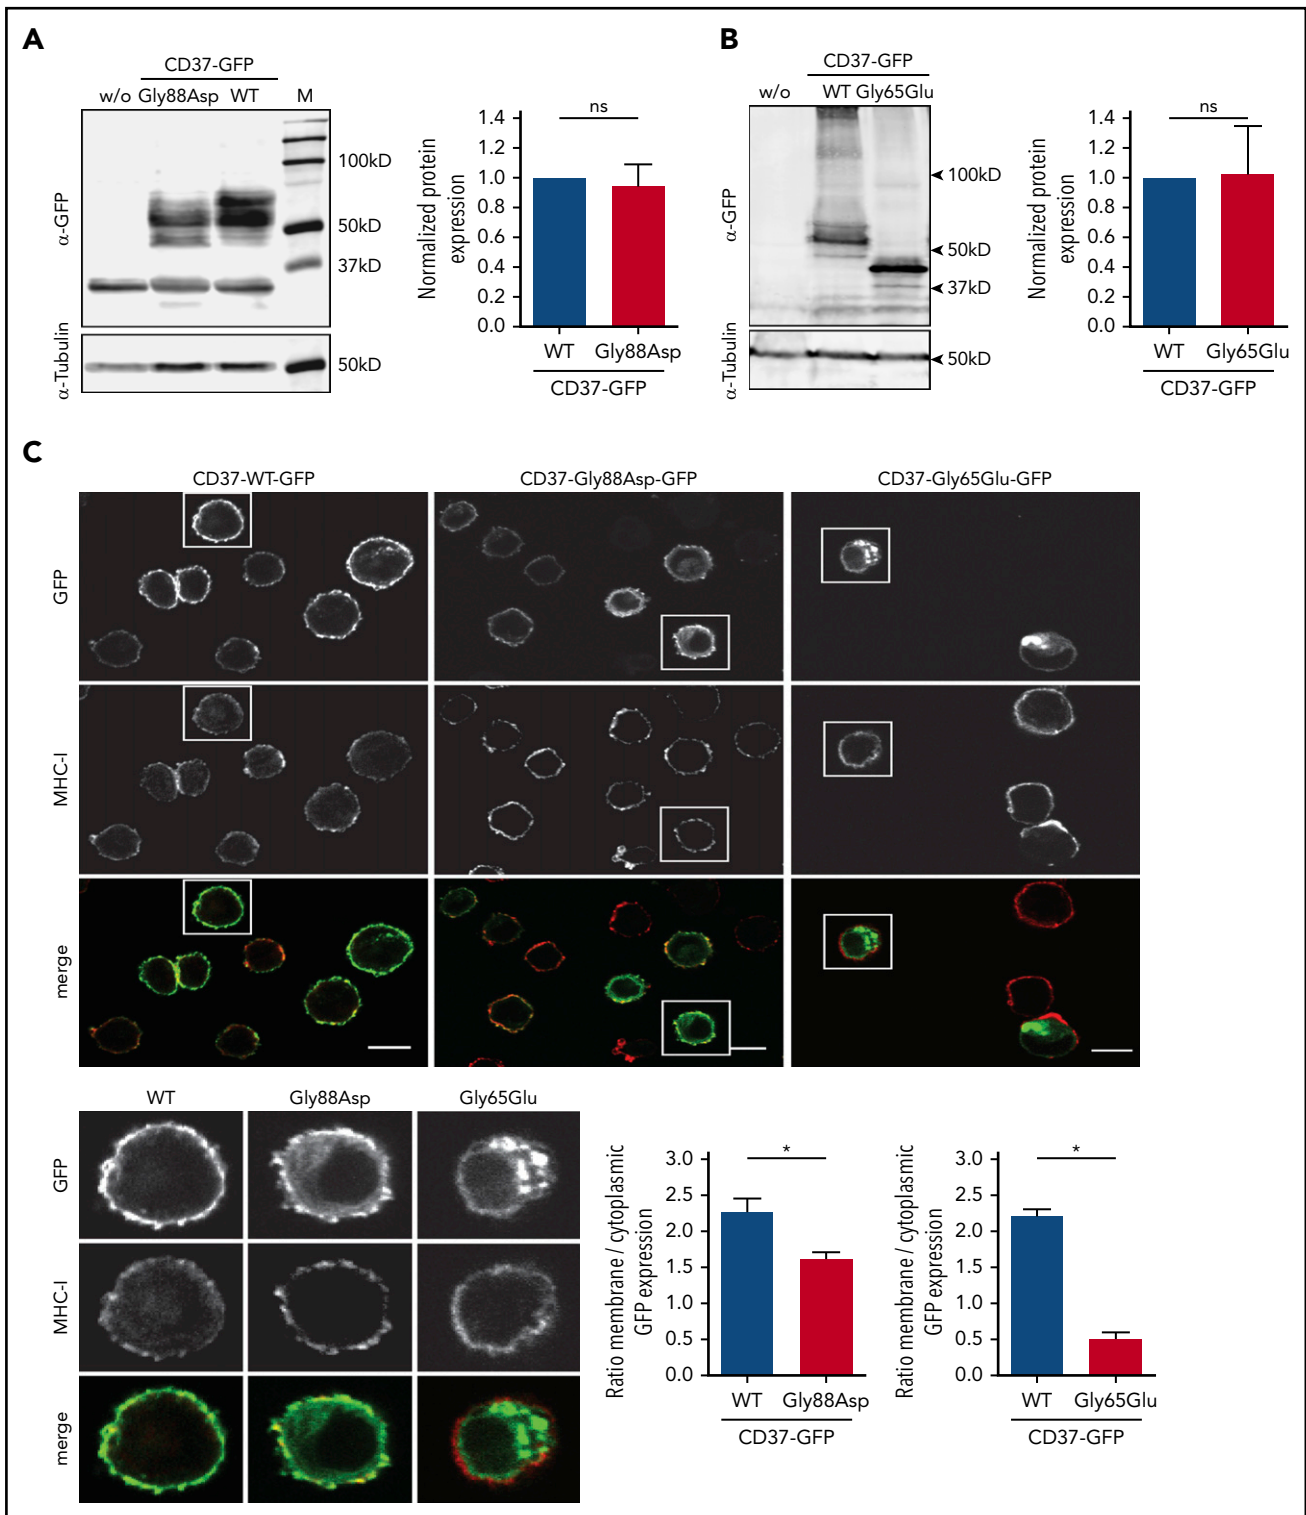 A
CD37-GFP
w/o Gly88Asp WT M
α-GFP
100kD
50kD
37kD
α-Tubulin
50kD
Normalized protein
expression
1.4
1.2
1.0
0.8
0.6
0.4
0.2
0.0
ns
WT Gly88Asp
CD37-GFP
B
CD37-GFP
w/o WT Gly65Glu
α-GFP
100kD
50kD
37kD
α-Tubulin
50kD
Normalized protein
expression
1.4
1.2
1.0
0.8
0.6
0.4
0.2
0.0
ns
WT Gly65Glu
CD37-GFP
C
CD37-WT-GFP CD37-Gly88Asp-GFP CD37-Gly65Glu-GFP
GFP
MHC-I
merge
WT Gly88Asp Gly65Glu
GFP
MHC-I
merge
Ratio membrane / cytoplasmic
GFP expression
3.0
2.5
2.0
1.5
1.0
0.5
0.0
*
WT Gly88Asp
CD37-GFP
Ratio membrane / cytoplasmic
GFP expression
3.0
2.5
2.0
1.5
1.0
0.5
0.0
*
WT Gly65Glu
CD37-GFP